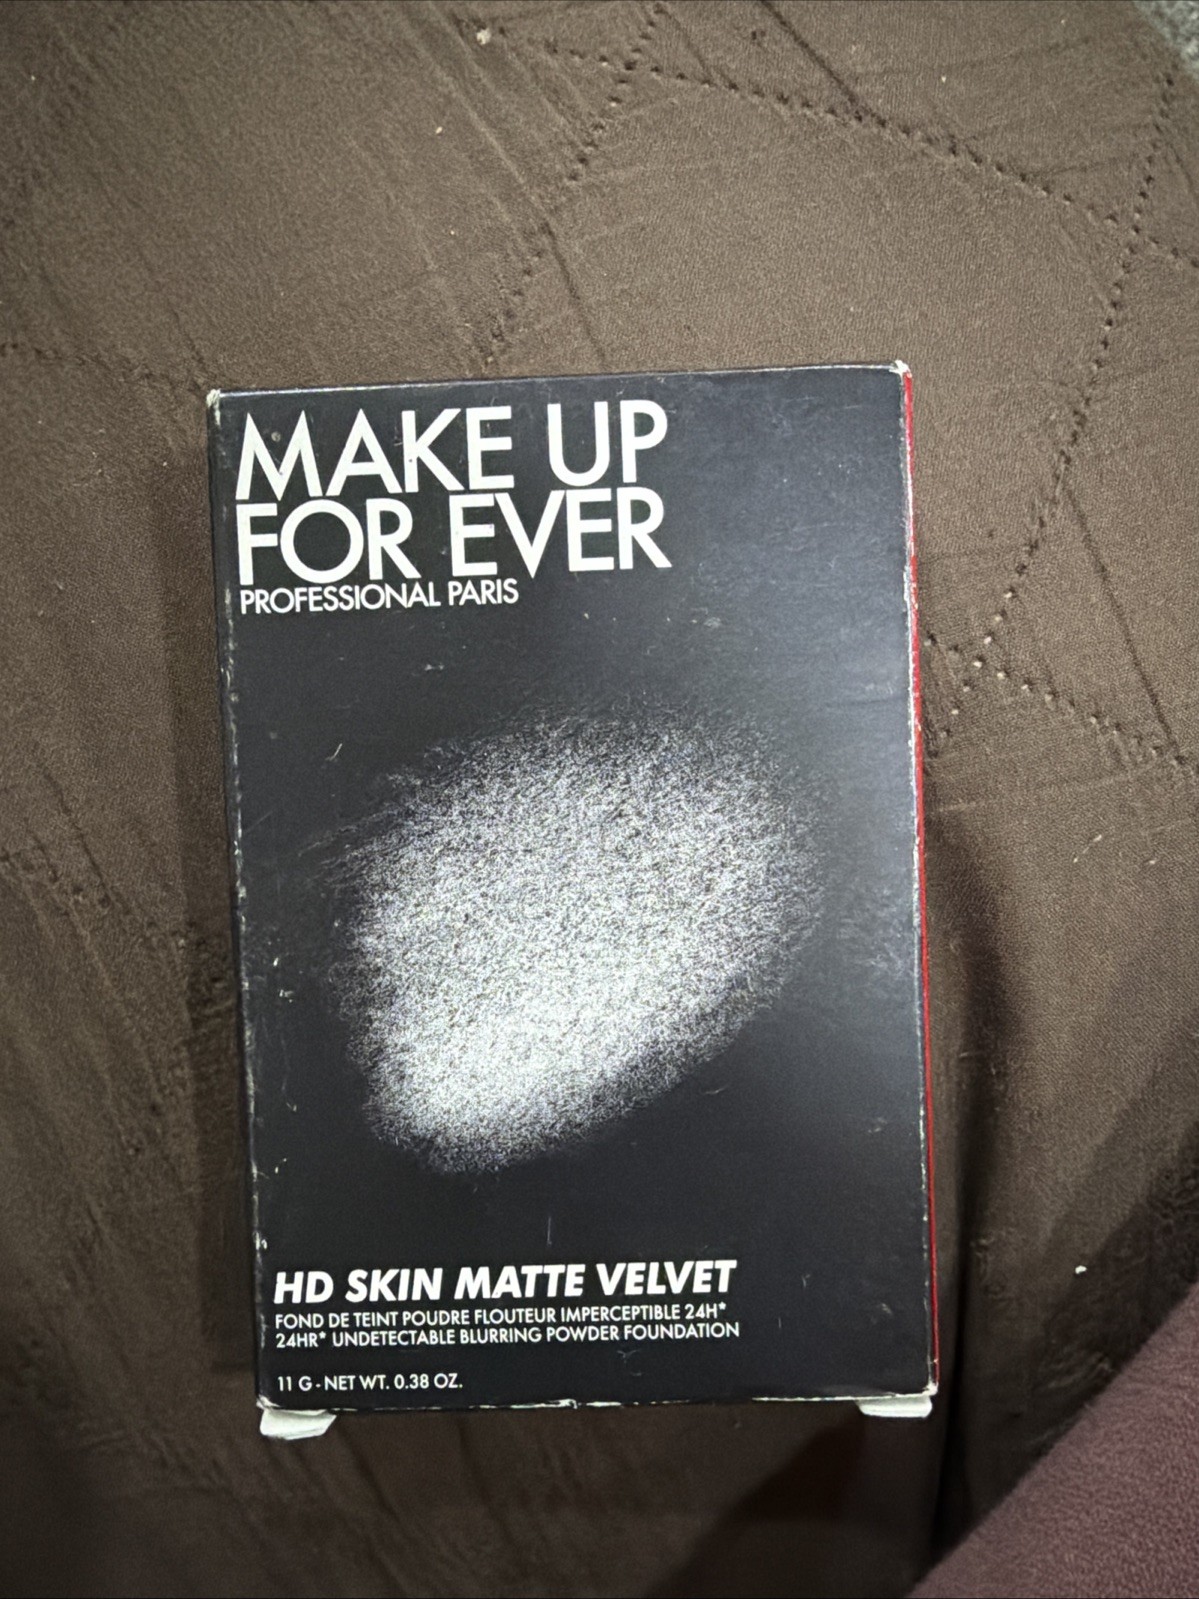 MAKE UP
FOR EVER
PROFESSIONAL PARIS
HD SKIN MATTE VELVET
FOND DE TEINT POUDRE FLOUTEUR IMPERCEPTIBLE 24H*
24HR* UNDETECTABLE BLURRING POWDER FOUNDATION
11 G - NET WT. 0.38 OZ.